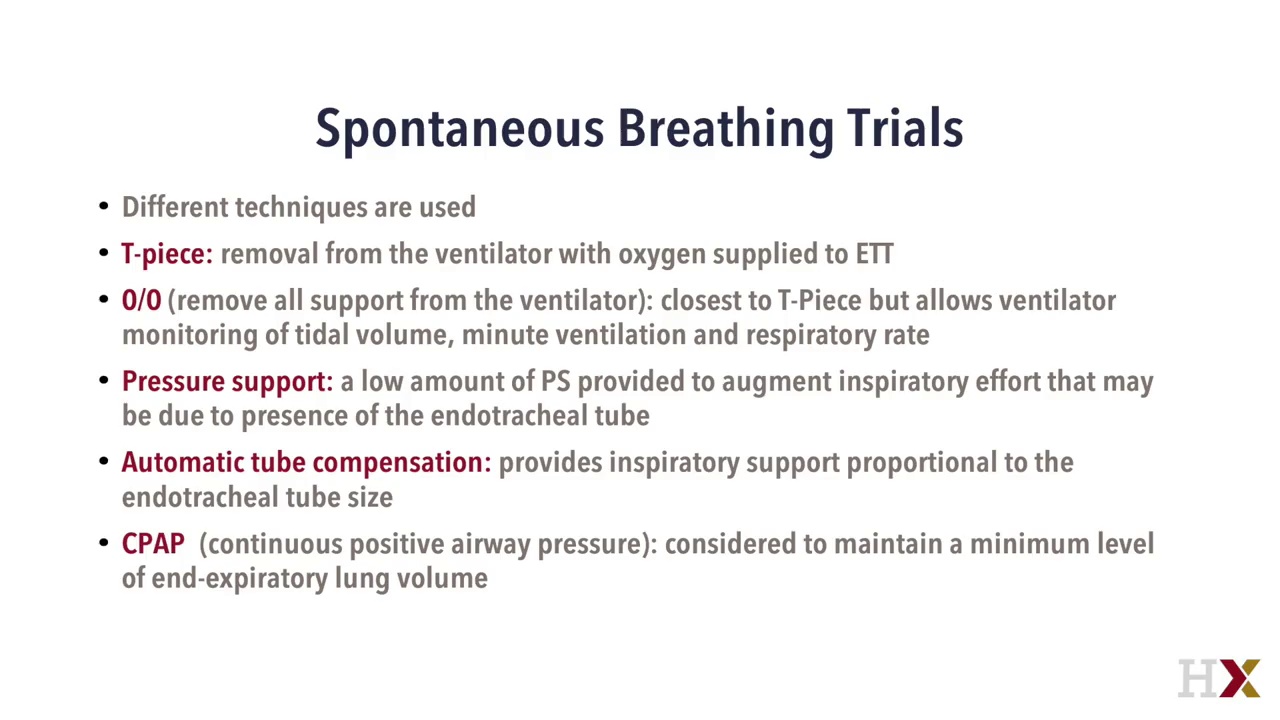 Spontaneous Breathing Trials
• Different techniques are used
• T-piece: removal from the ventilator with oxygen supplied to ETT
• 0/0 (remove all support from the ventilator): closest to T-Piece but allows ventilator
monitoring of tidal volume, minute ventilation and respiratory rate
• Pressure support: a low amount of PS provided to augment inspiratory effort that may
be due to presence of the endotracheal tube
• Automatic tube compensation: provides inspiratory support proportional to the
endotracheal tube size
• CPAP (continuous positive airway pressure): considered to maintain a minimum level
of end-expiratory lung volume
HX